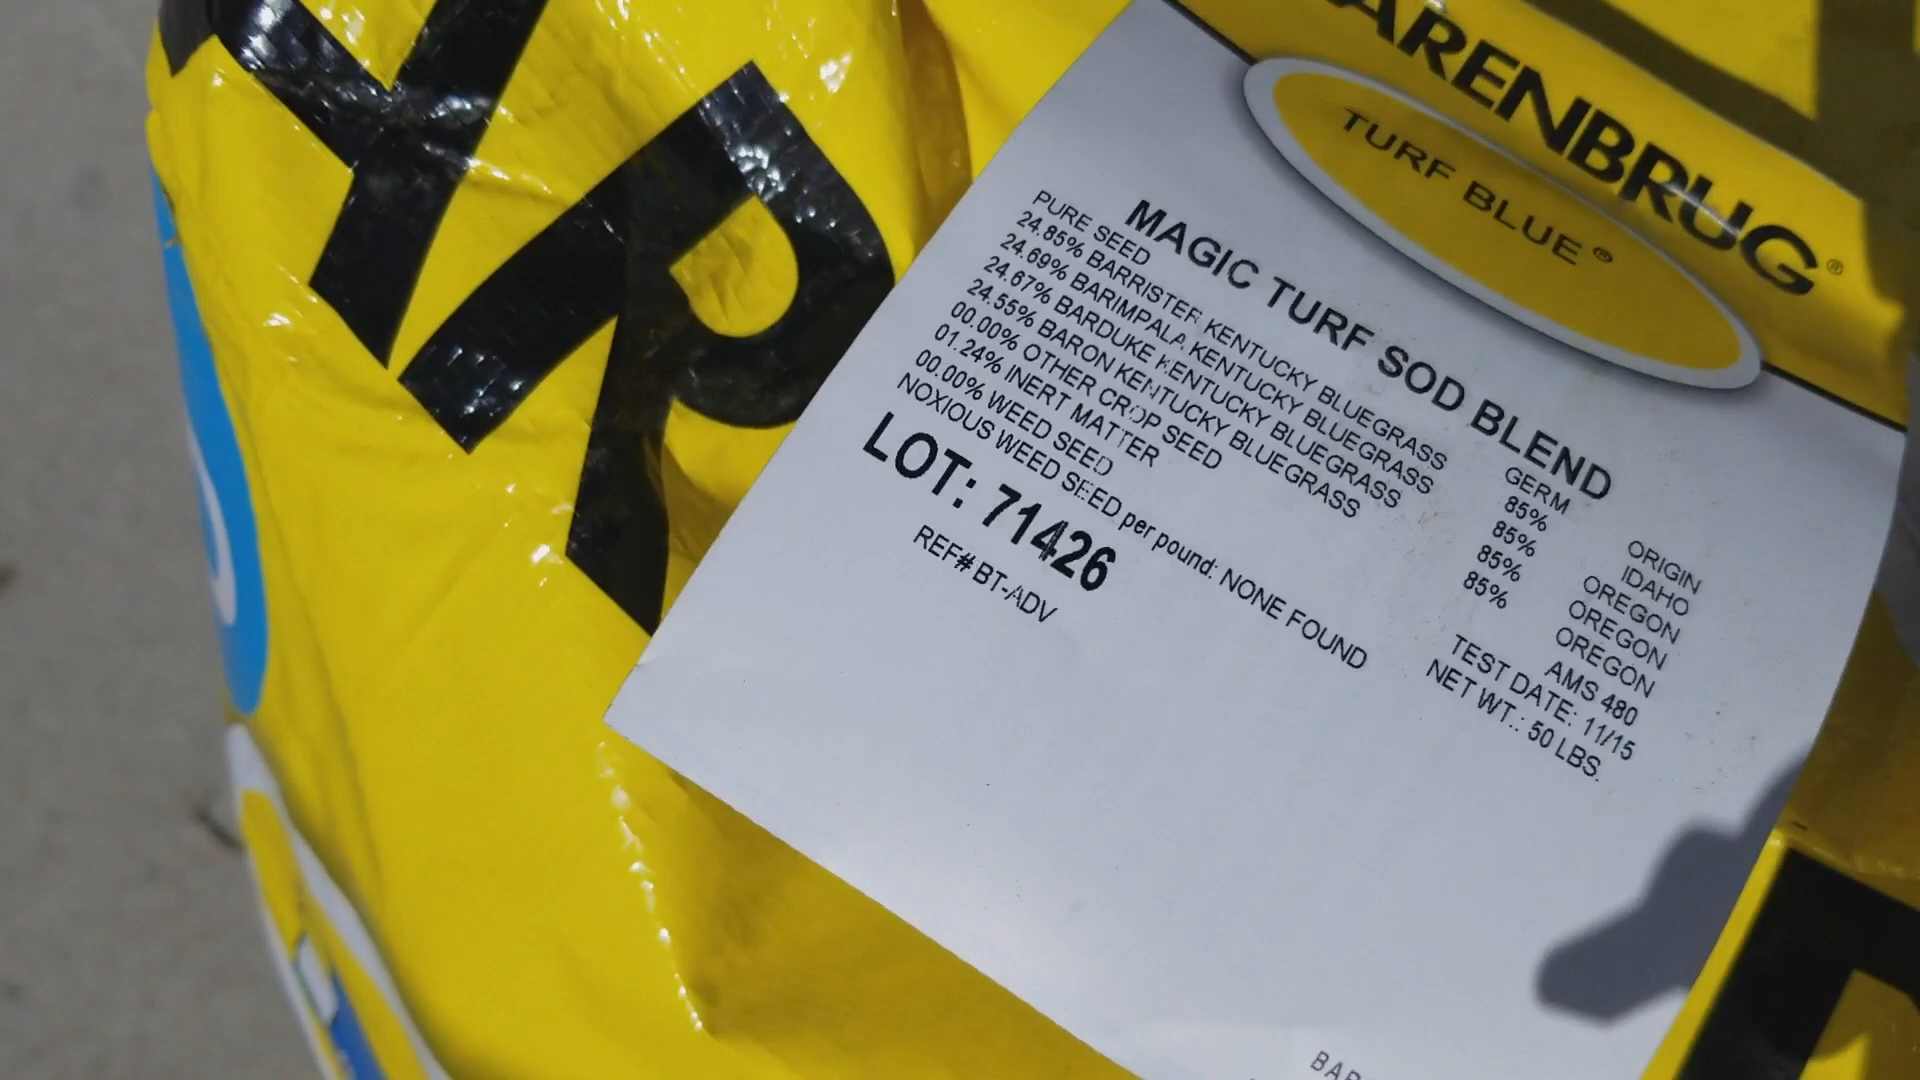 ARENBRUG®
TURF BLUE®
MAGIC TURF SOD BLEND
PURE SEED GERM ORIGIN
24.85% BARRISTER KENTUCKY BLUEGRASS 85% IDAHO
24.69% BARIMPALA KENTUCKY BLUEGRASS 85% OREGON
24.67% BARDUKE KENTUCKY BLUEGRASS 85% OREGON
24.55% BARON KENTUCKY BLUEGRASS 85% OREGON
00.00% OTHER CROP SEED AMS 480
01.24% INERT MATTER TEST DATE: 11/15
00.00% WEED SEED NET WT.: 50 LBS.
NOXIOUS WEED SEED per pound: NONE FOUND
LOT: 71426
REF# BT-ADV
BAR